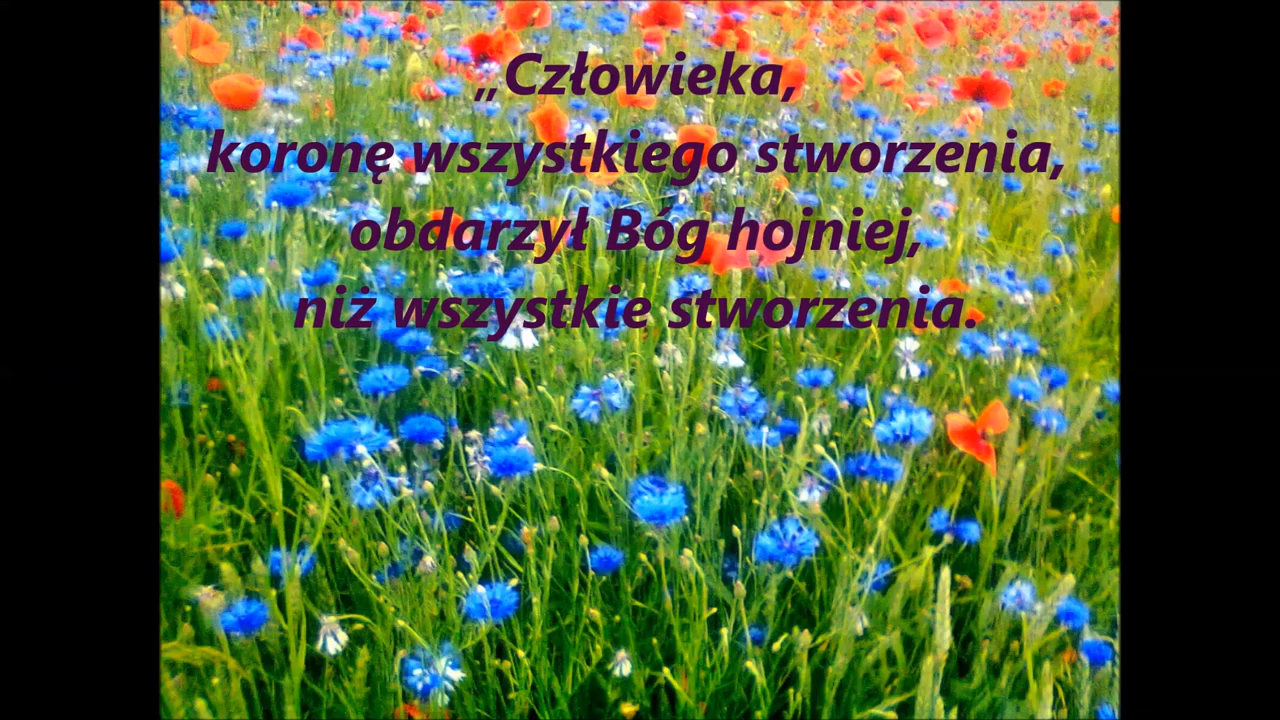 „Człowieka,
koronę wszystkiego stworzenia,
obdarzył Bóg hojniej,
niż wszystkie stworzenia.